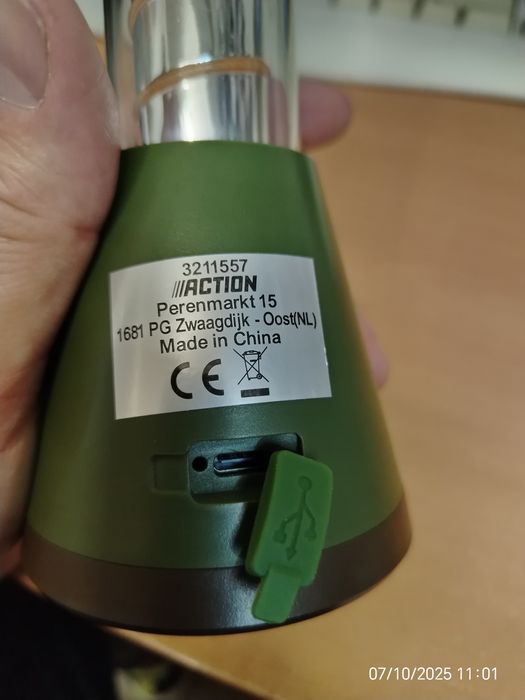 3211557
ACTION
Perenmarkt 15
1681 PG Zwaagdijk - Oost(NL)
Made in China
CE
07/10/2025 11:01